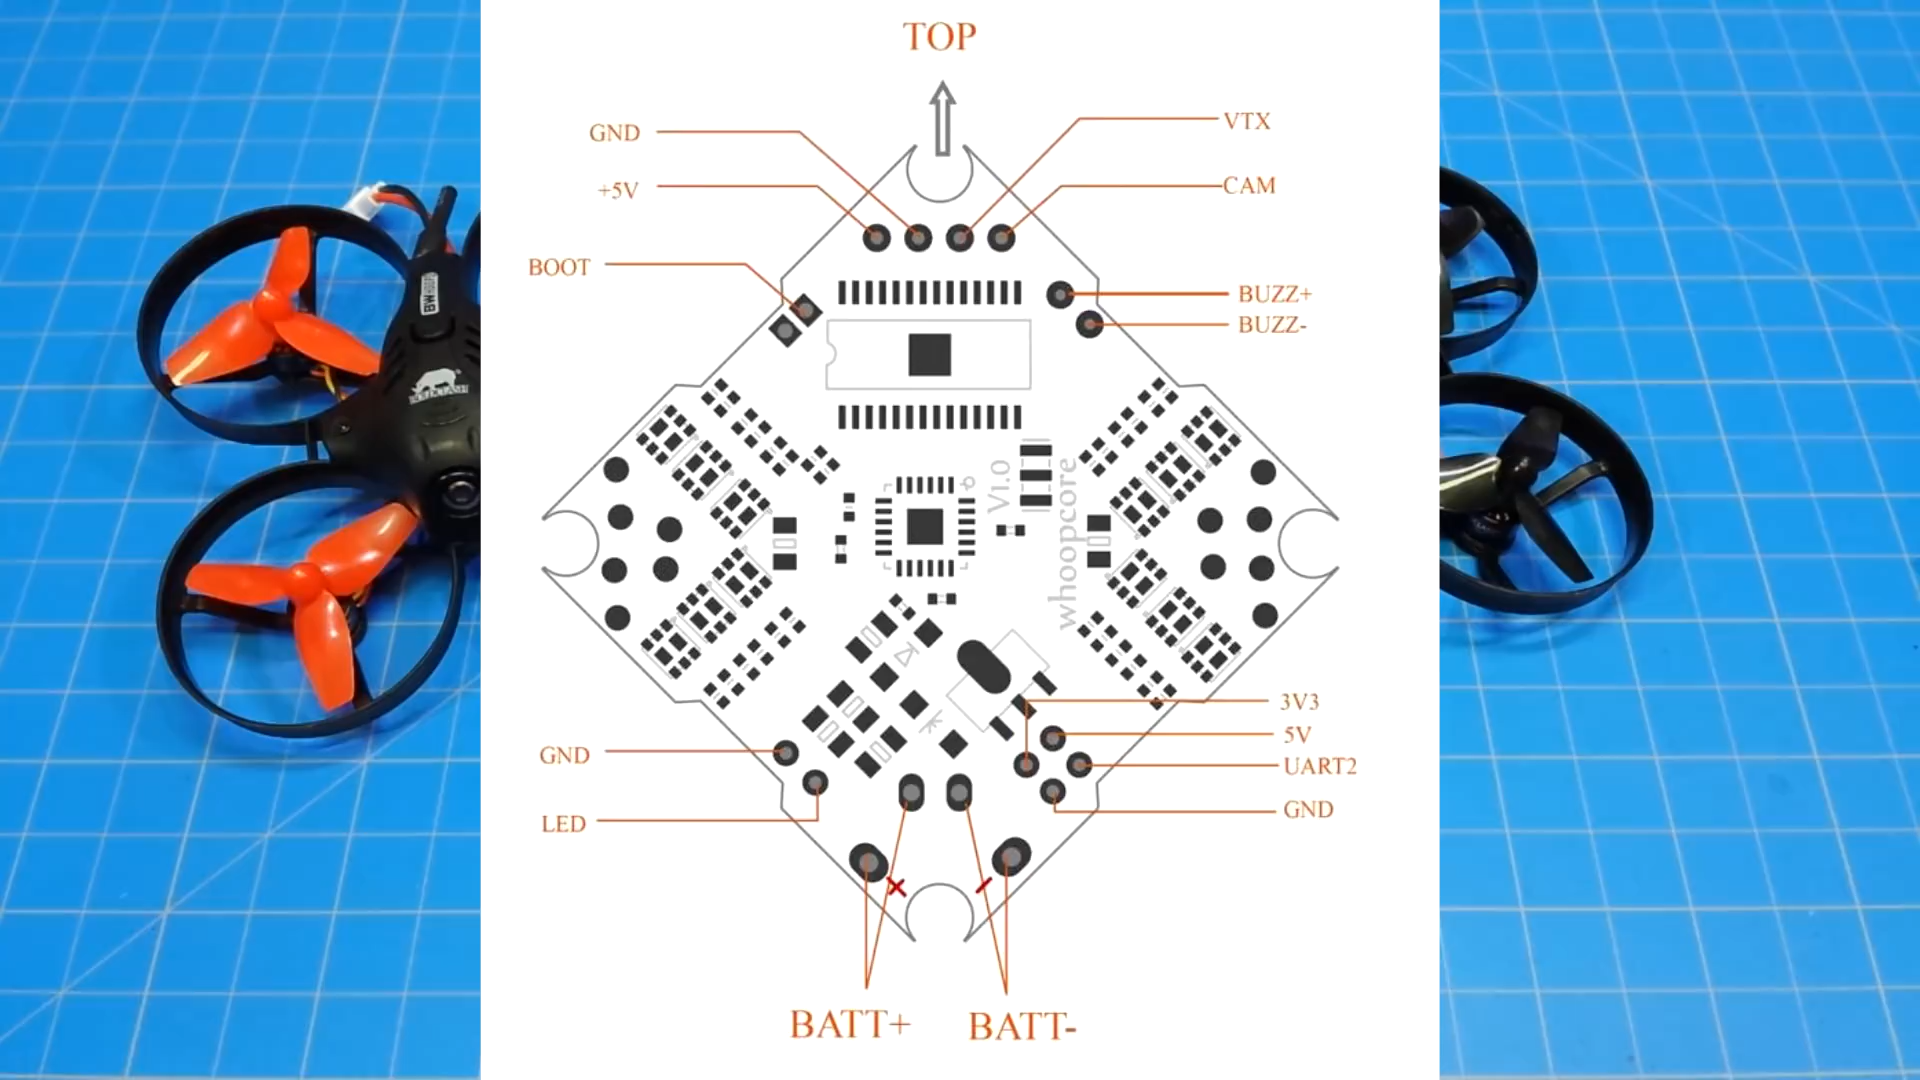 TOP
GND
VTX
+5V
CAM
BOOT
BUZZ+
BUZZ-
V1.0
whoopcore
3V3
5V
GND
UART2
LED
GND
BATT+
BATT-